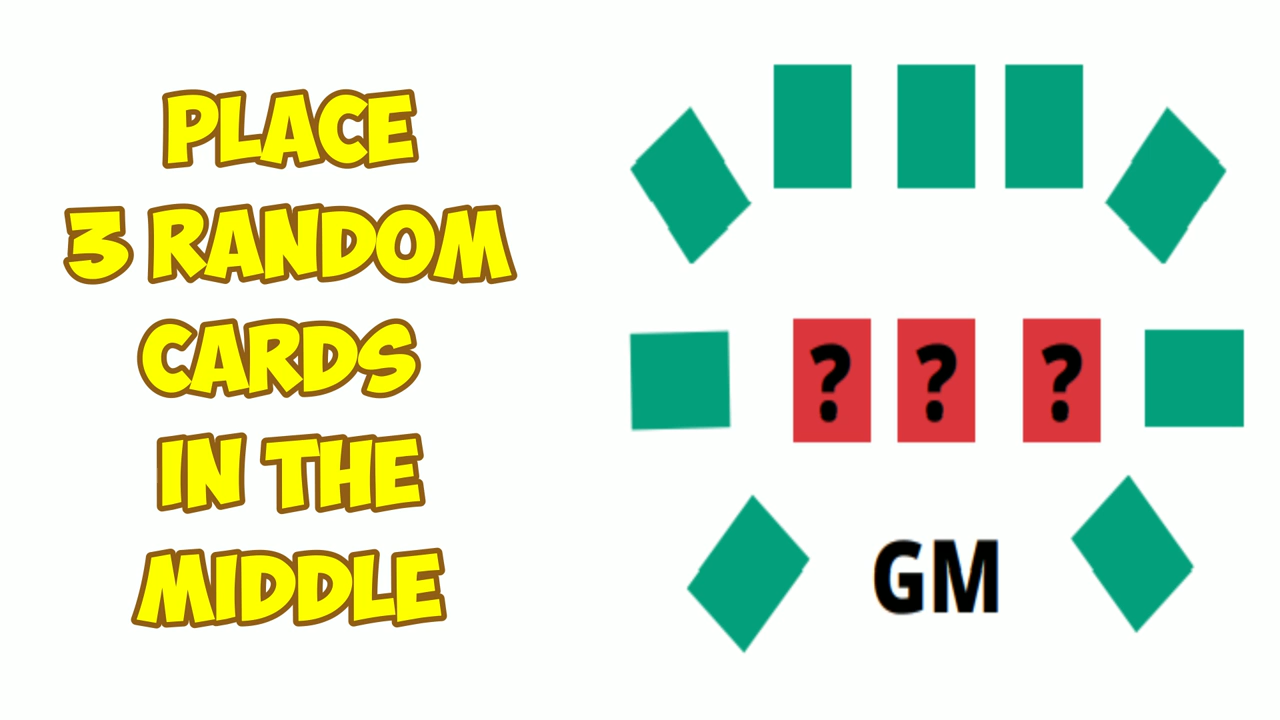 PLACE
3 RANDOM
CARDS
IN THE
MIDDLE
? ? ?
GM